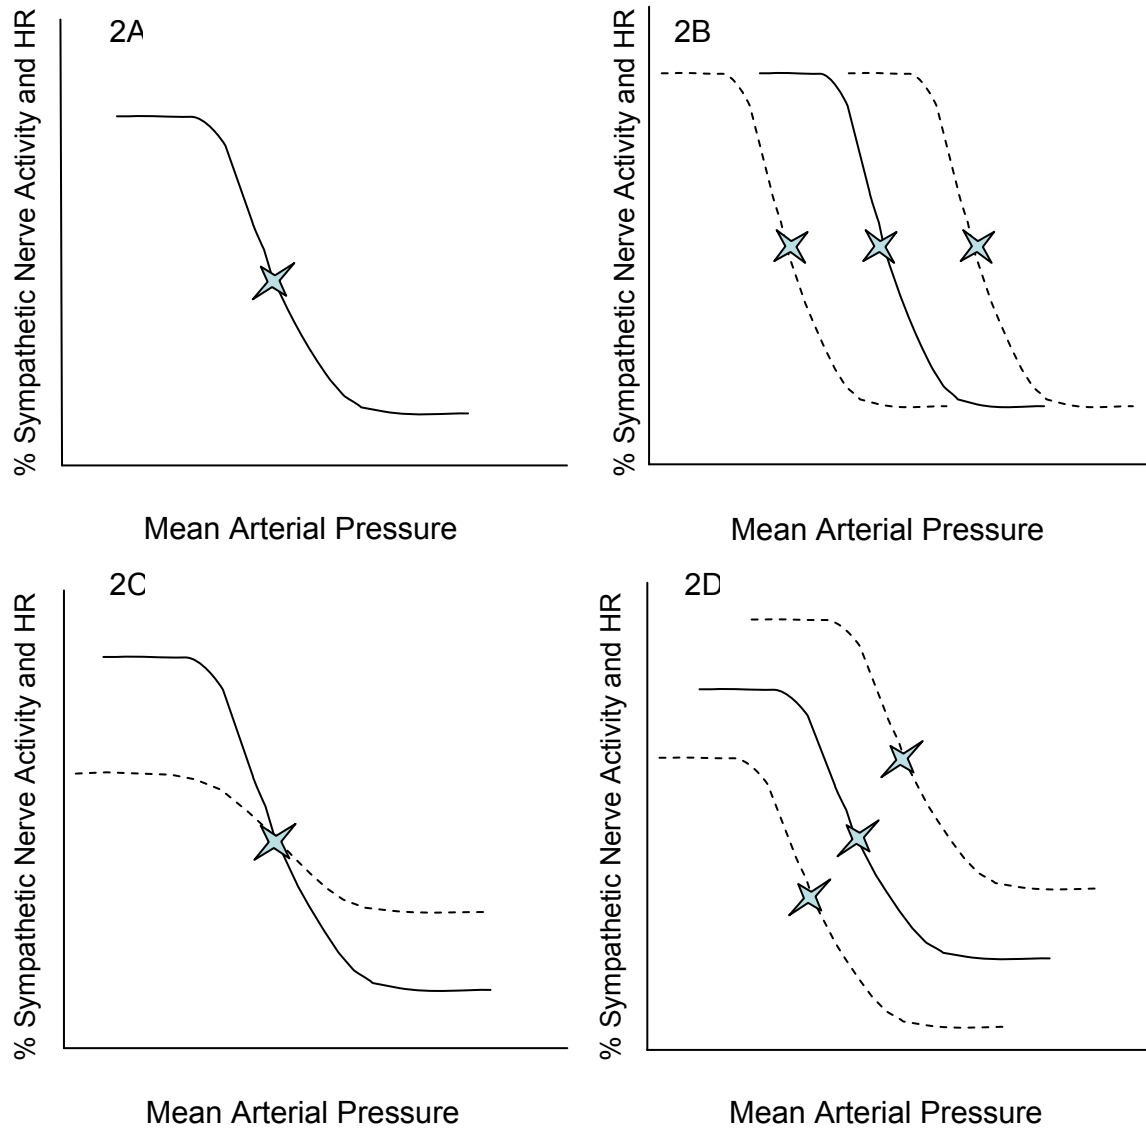 2A
% Sympathetic Nerve Activity and HR
Mean Arterial Pressure
2B
% Sympathetic Nerve Activity and HR
Mean Arterial Pressure
2C
% Sympathetic Nerve Activity and HR
Mean Arterial Pressure
2D
% Sympathetic Nerve Activity and HR
Mean Arterial Pressure